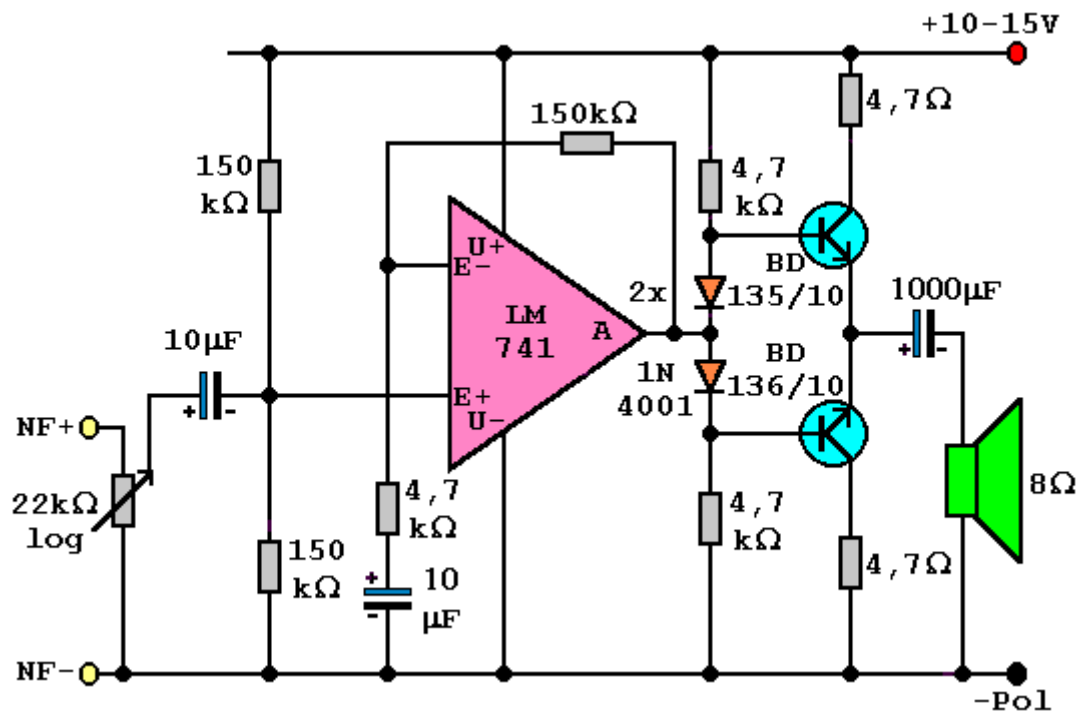 +10-15V
4,7Ω
150kΩ
150
kΩ
4,7
kΩ
U+
E-
BD
135/10
2x
1000µF
LM
741
A
10µF
BD
136/10
1N
4001
+
-
+
-
E+
U-
NF+
22kΩ
log
4,7
kΩ
4,7
kΩ
8Ω
150
kΩ
+
-
10
µF
4,7Ω
NF-
-Pol